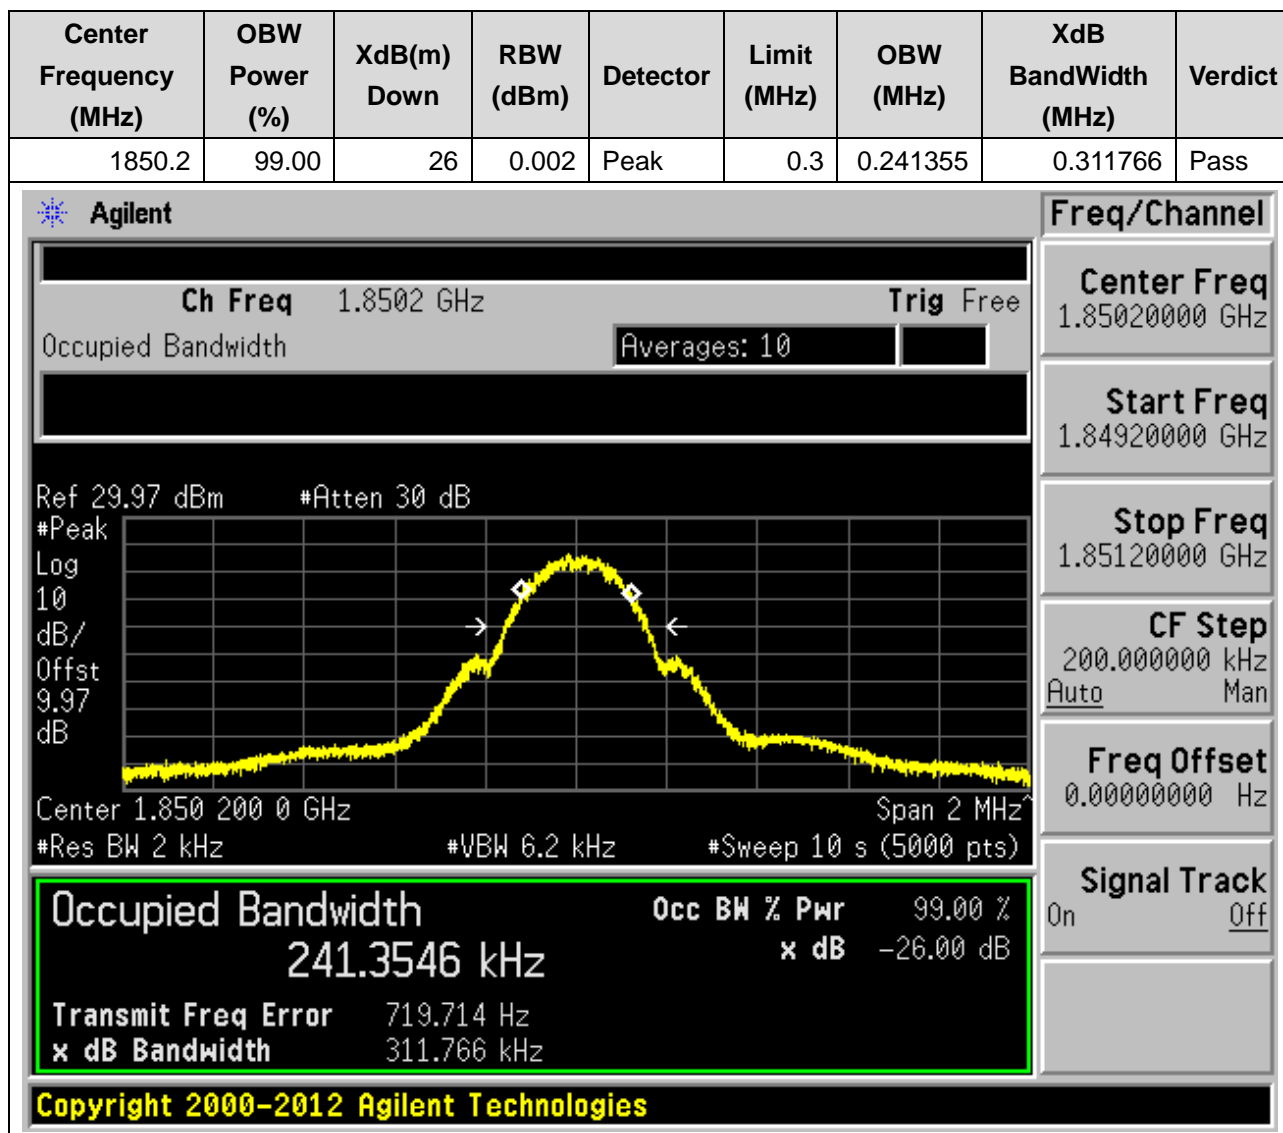 Center Frequency (MHz) OBW Power (%) XdB(m) Down RBW (dBm) Detector Limit (MHz) OBW (MHz) XdB BandWidth (MHz) Verdict
1850.2 99.00 26 0.002 Peak 0.3 0.241355 0.311766 Pass
Agilent
Ch Freq 1.8502 GHz Trig Free
Occupied Bandwidth Averages: 10
Ref 29.97 dBm #Atten 30 dB
#Peak
Log
10
dB/
Offst
9.97
dB
Center 1.850 200 0 GHz Span 2 MHz^
#Res BW 2 kHz #VBW 6.2 kHz #Sweep 10 s (5000 pts)
Occupied Bandwidth Occ BW % Pwr 99.00 %
241.3546 kHz x dB -26.00 dB
Transmit Freq Error 719.714 Hz
x dB Bandwidth 311.766 kHz
Copyright 2000-2012 Agilent Technologies
Freq/Channel
Center Freq
1.85020000 GHz
Start Freq
1.84920000 GHz
Stop Freq
1.85120000 GHz
CF Step
200.000000 kHz
Auto Man
Freq Offset
0.00000000 Hz
Signal Track
On Off